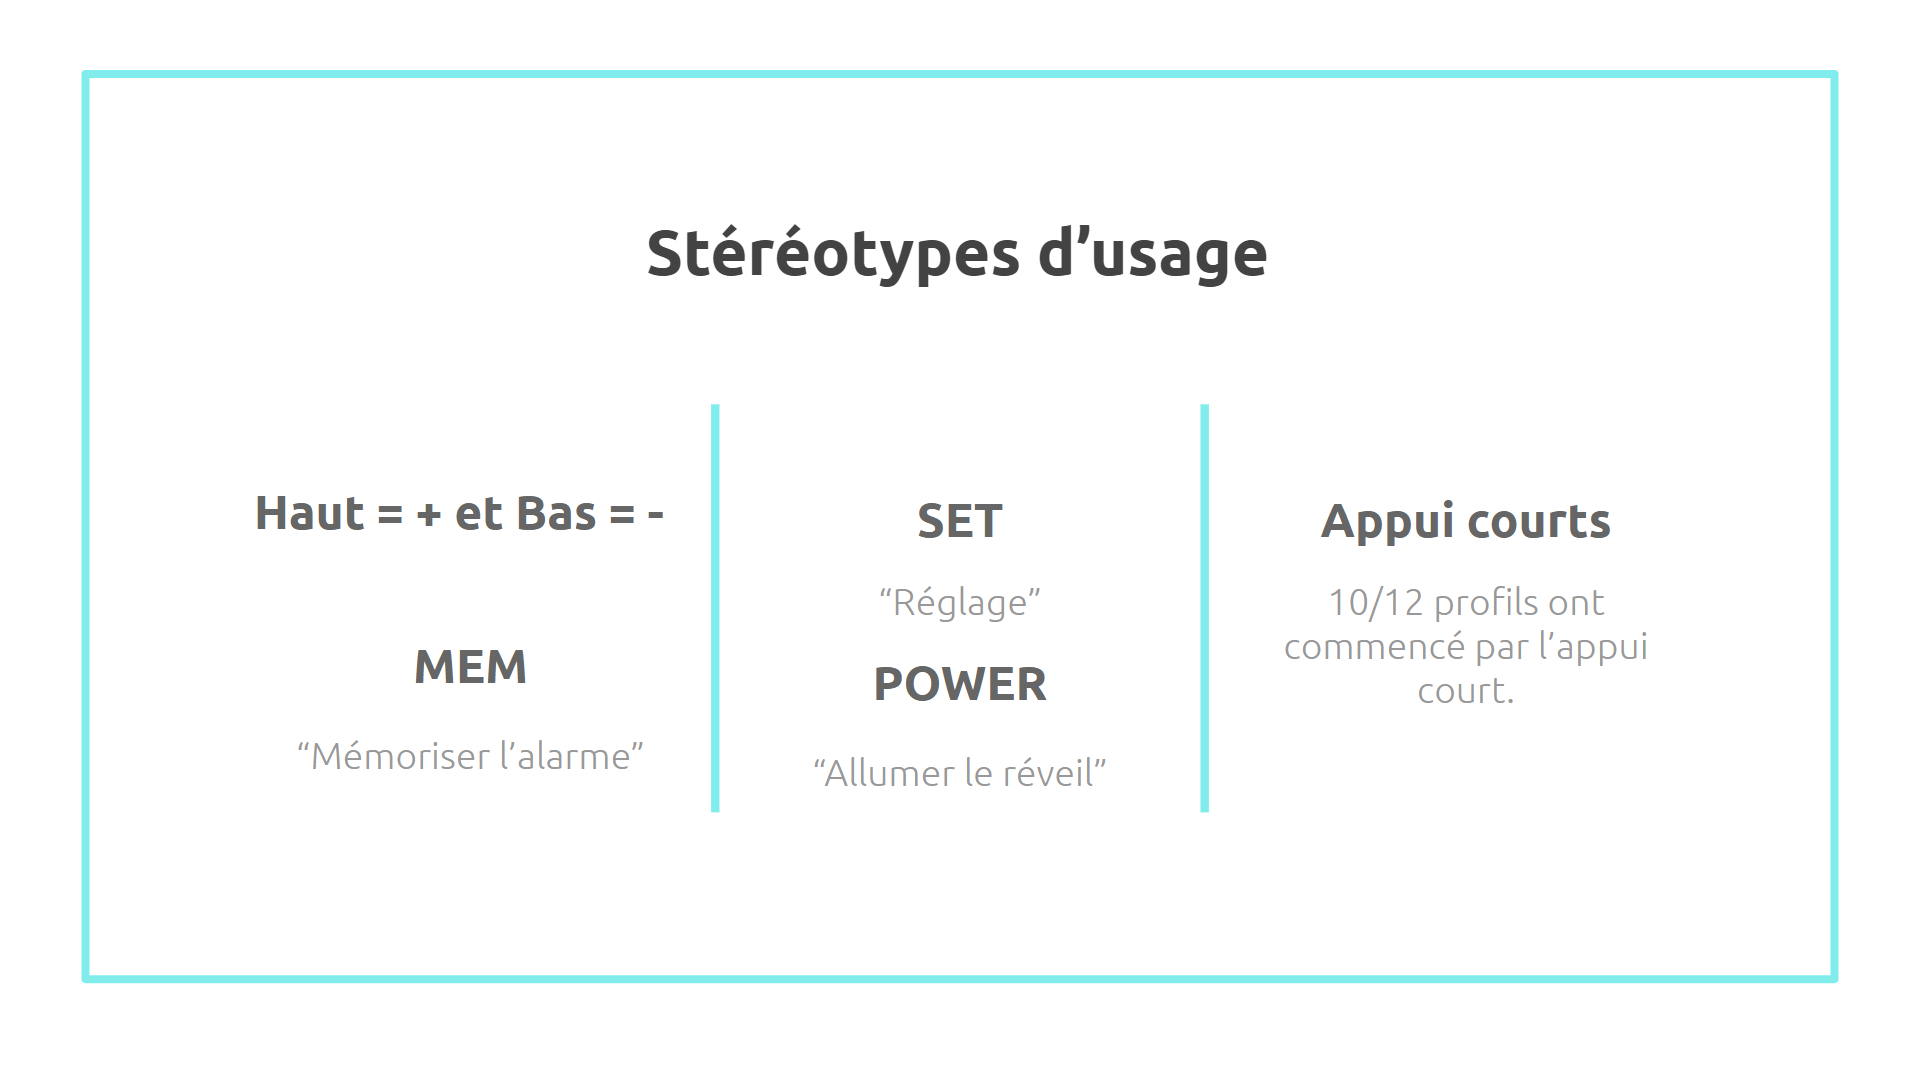 Stéréotypes d’usage
Haut = + et Bas = -
MEM
“Mémoriser l’alarme”
SET
“Réglage”
POWER
“Allumer le réveil”
Appui courts
10/12 profils ont
commencé par l’appui
court.